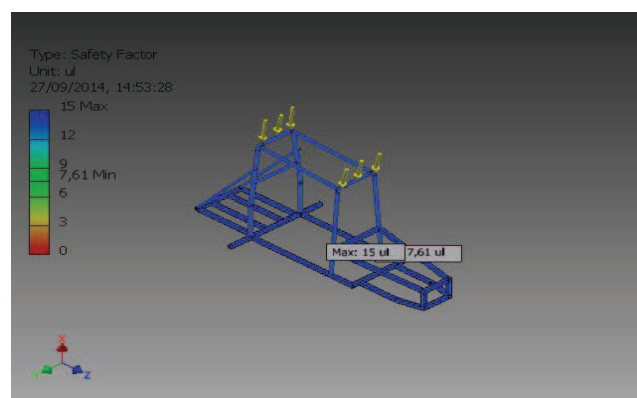 Type: Safety Factor
Unit: ul
27/09/2014, 14:53:28
15 Max
12
9
7,61 Min
6
3
0
Max: 15 ul
7,61 ul
X
Y
Z